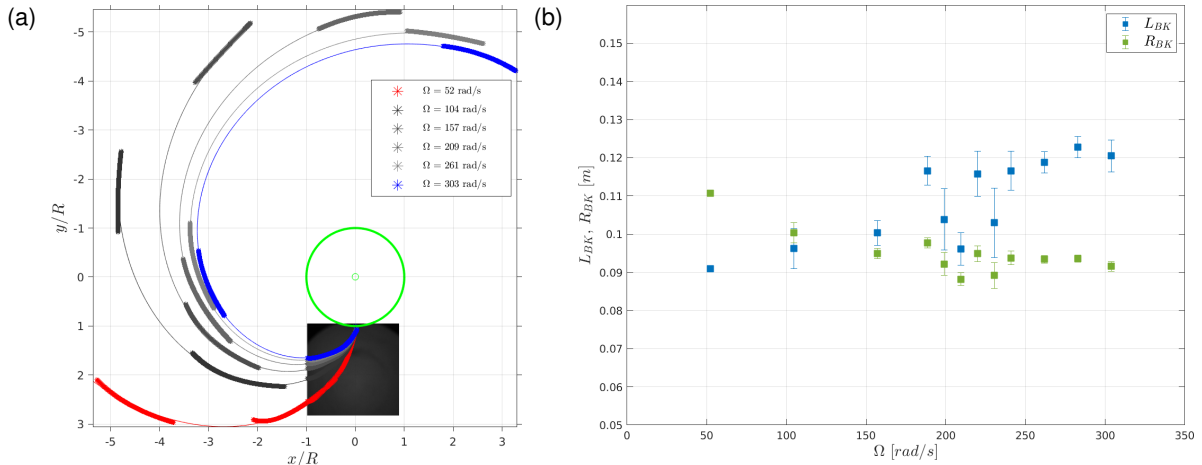 (a)
-5
-4
-3
-2
-1
0
1
2
3
y/R
-5 -4 -3 -2 -1 0 1 2 3
x/R
Ω = 52 rad/s
Ω = 104 rad/s
Ω = 157 rad/s
Ω = 209 rad/s
Ω = 261 rad/s
Ω = 303 rad/s
(b)
0.15
0.14
0.13
0.12
0.11
0.1
0.09
0.08
0.07
0.06
0.05
L_BK, R_BK [m]
0 50 100 150 200 250 300 350
Ω [rad/s]
L_BK
R_BK